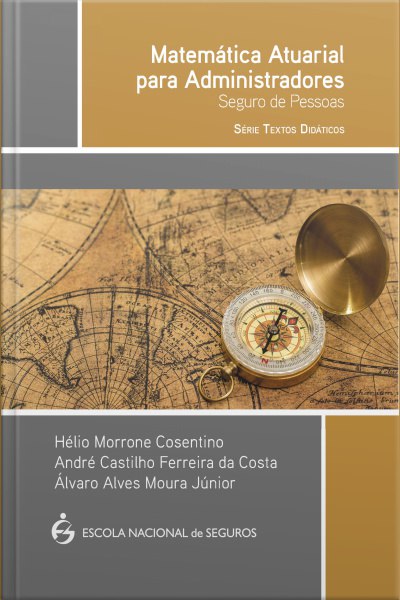 Matemática Atuarial
para Administradores
Seguro de Pessoas
Série Textos Didáticos
Hélio Morrone Cosentino
André Castilho Ferreira da Costa
Álvaro Alves Moura Júnior
ESCOLA NACIONAL de SEGUROS